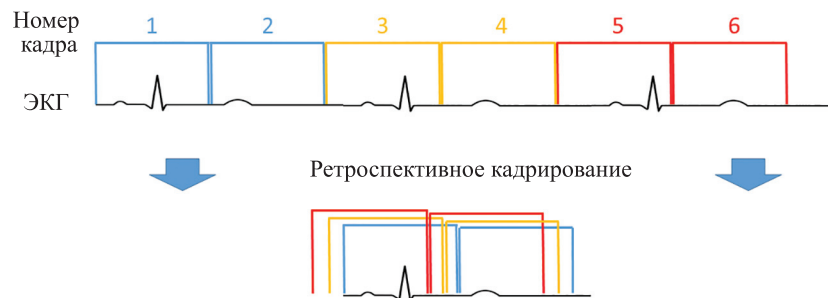 Номер
кадра
1 2 3 4 5 6
ЭКГ
Ретроспективное кадрирование